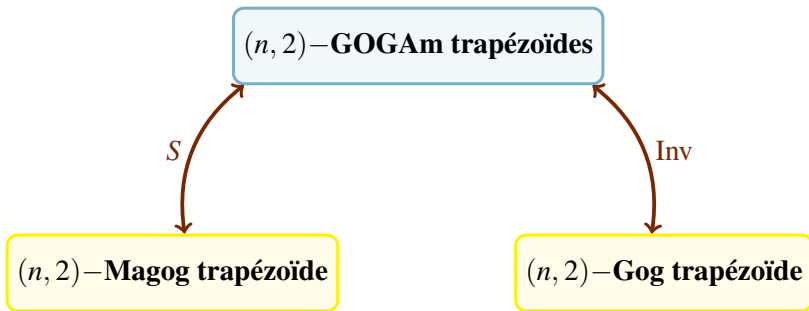 (n, 2)−GOGAm trapézoïdes
S
Inv
(n, 2)−Magog trapézoïde
(n, 2)−Gog trapézoïde